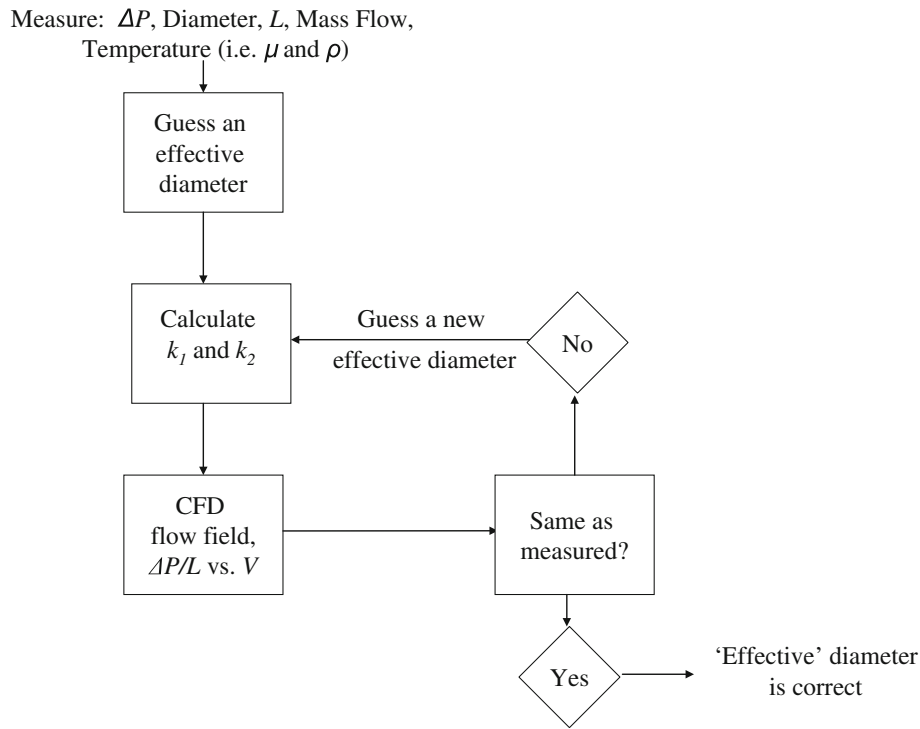 Measure: ΔP, Diameter, L, Mass Flow,
Temperature (i.e. μ and ρ)
Guess an
effective
diameter
Calculate
k₁ and k₂
Guess a new
effective diameter
No
CFD
flow field,
ΔP/L vs. V
Same as
measured?
Yes
‘Effective’ diameter
is correct